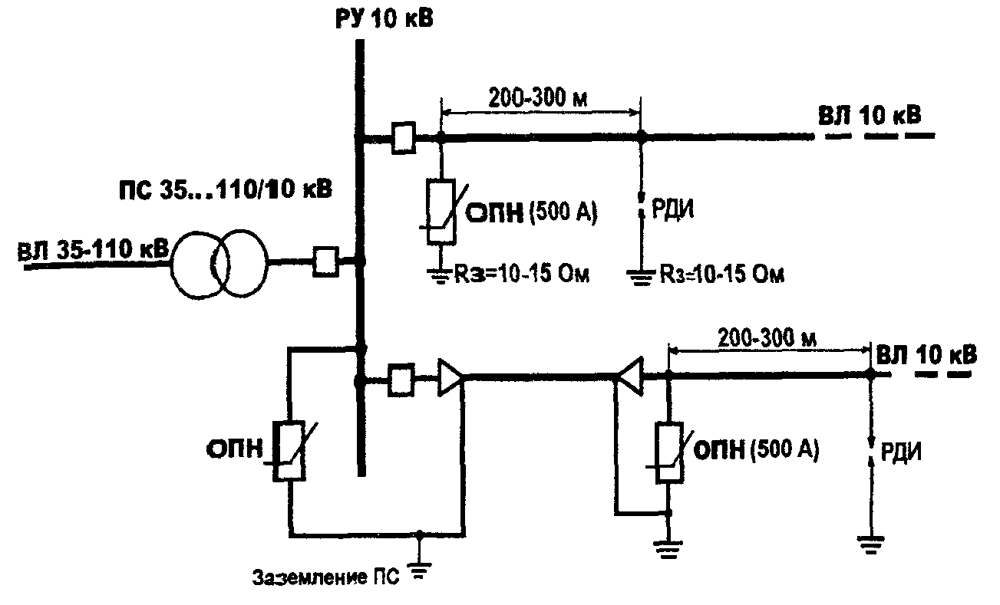 РУ 10 кВ
200-300 м
ВЛ 10 кВ
ПС 35...110/10 кВ
ОПН (500 А)
РДИ
ВЛ 35-110 кВ
Rз=10-15 Ом
Rз=10-15 Ом
200-300 м
ВЛ 10 кВ
ОПН
ОПН (500 А)
РДИ
Заземление ПС